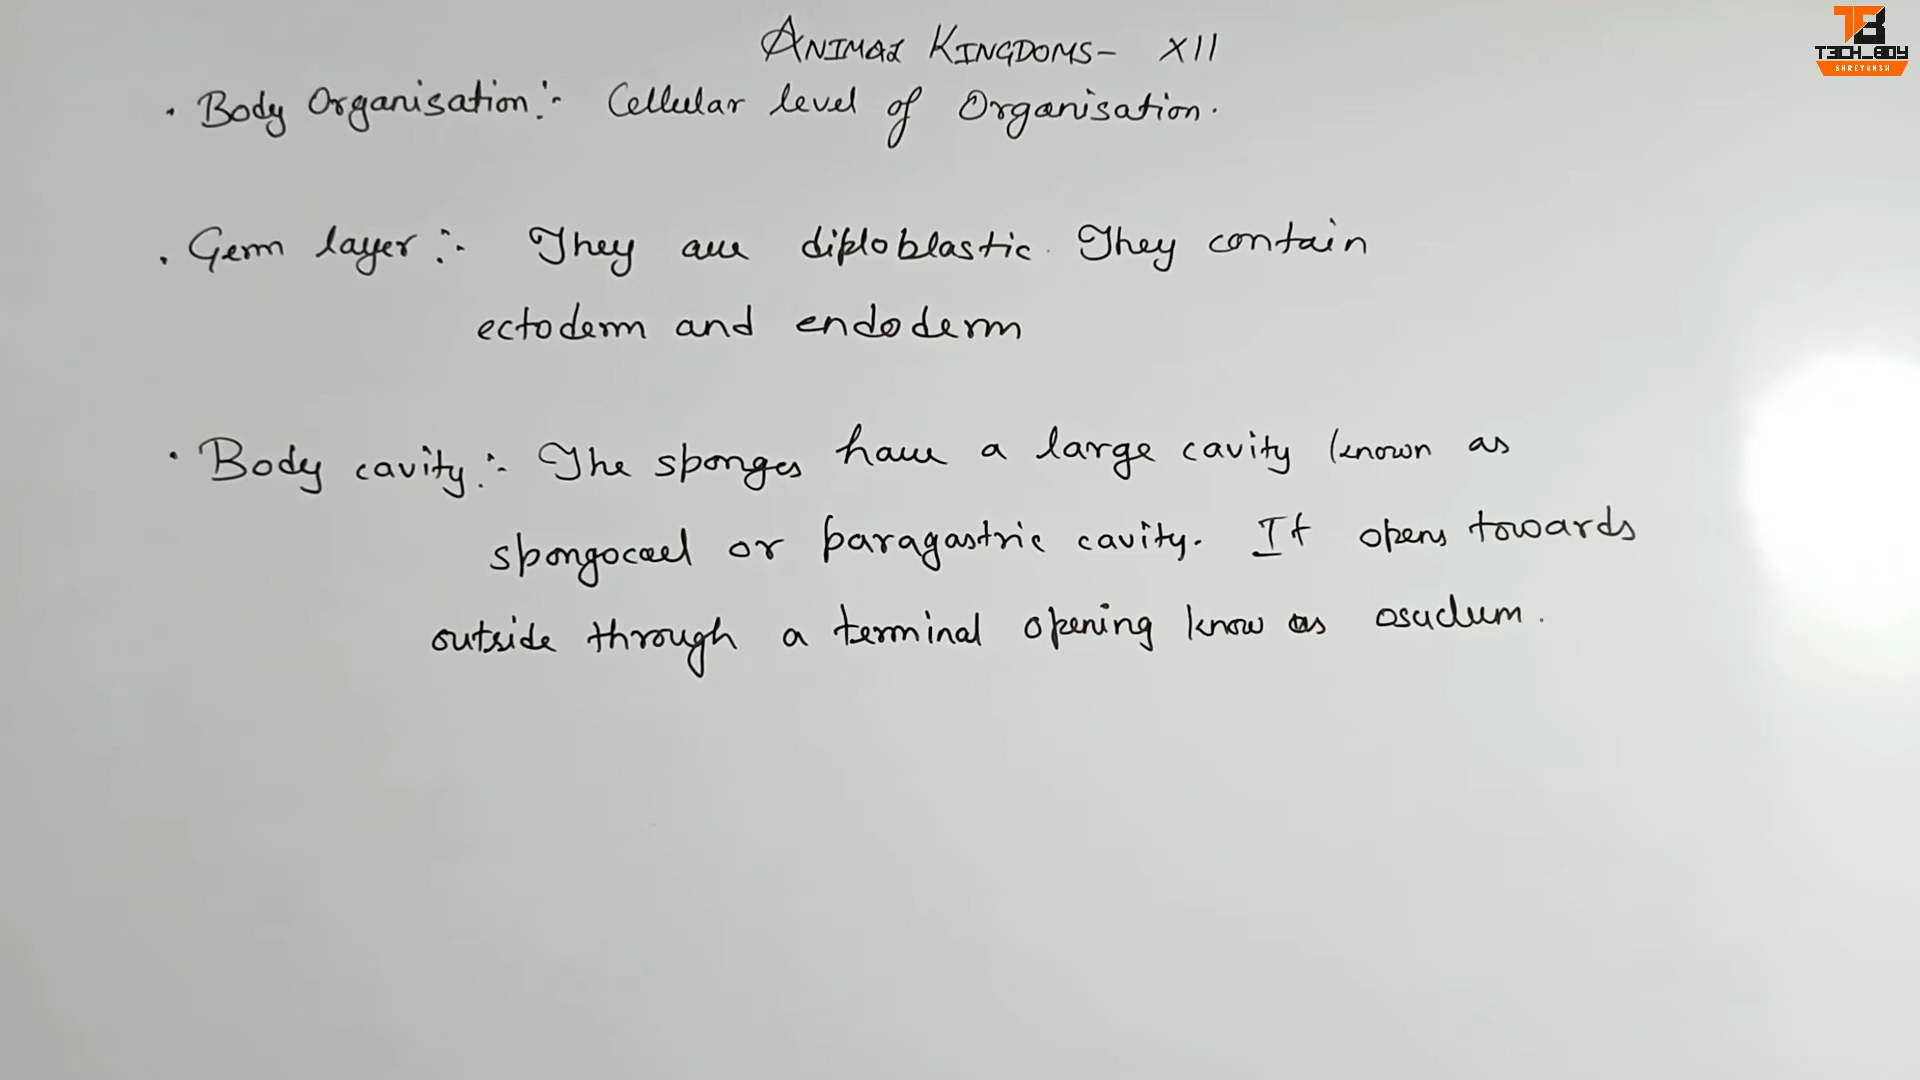 ANIMAL KINGDOMS- XII
T3CH_BOY
SHREYANSH
• Body Organisation:- Cellular level of Organisation.
• Germ layer:- They are diploblastic. They contain
ectoderm and endoderm
• Body cavity:- The sponges have a large cavity known as
spongocoel or paragastric cavity. It opens towards
outside through a terminal opening know as osculum.